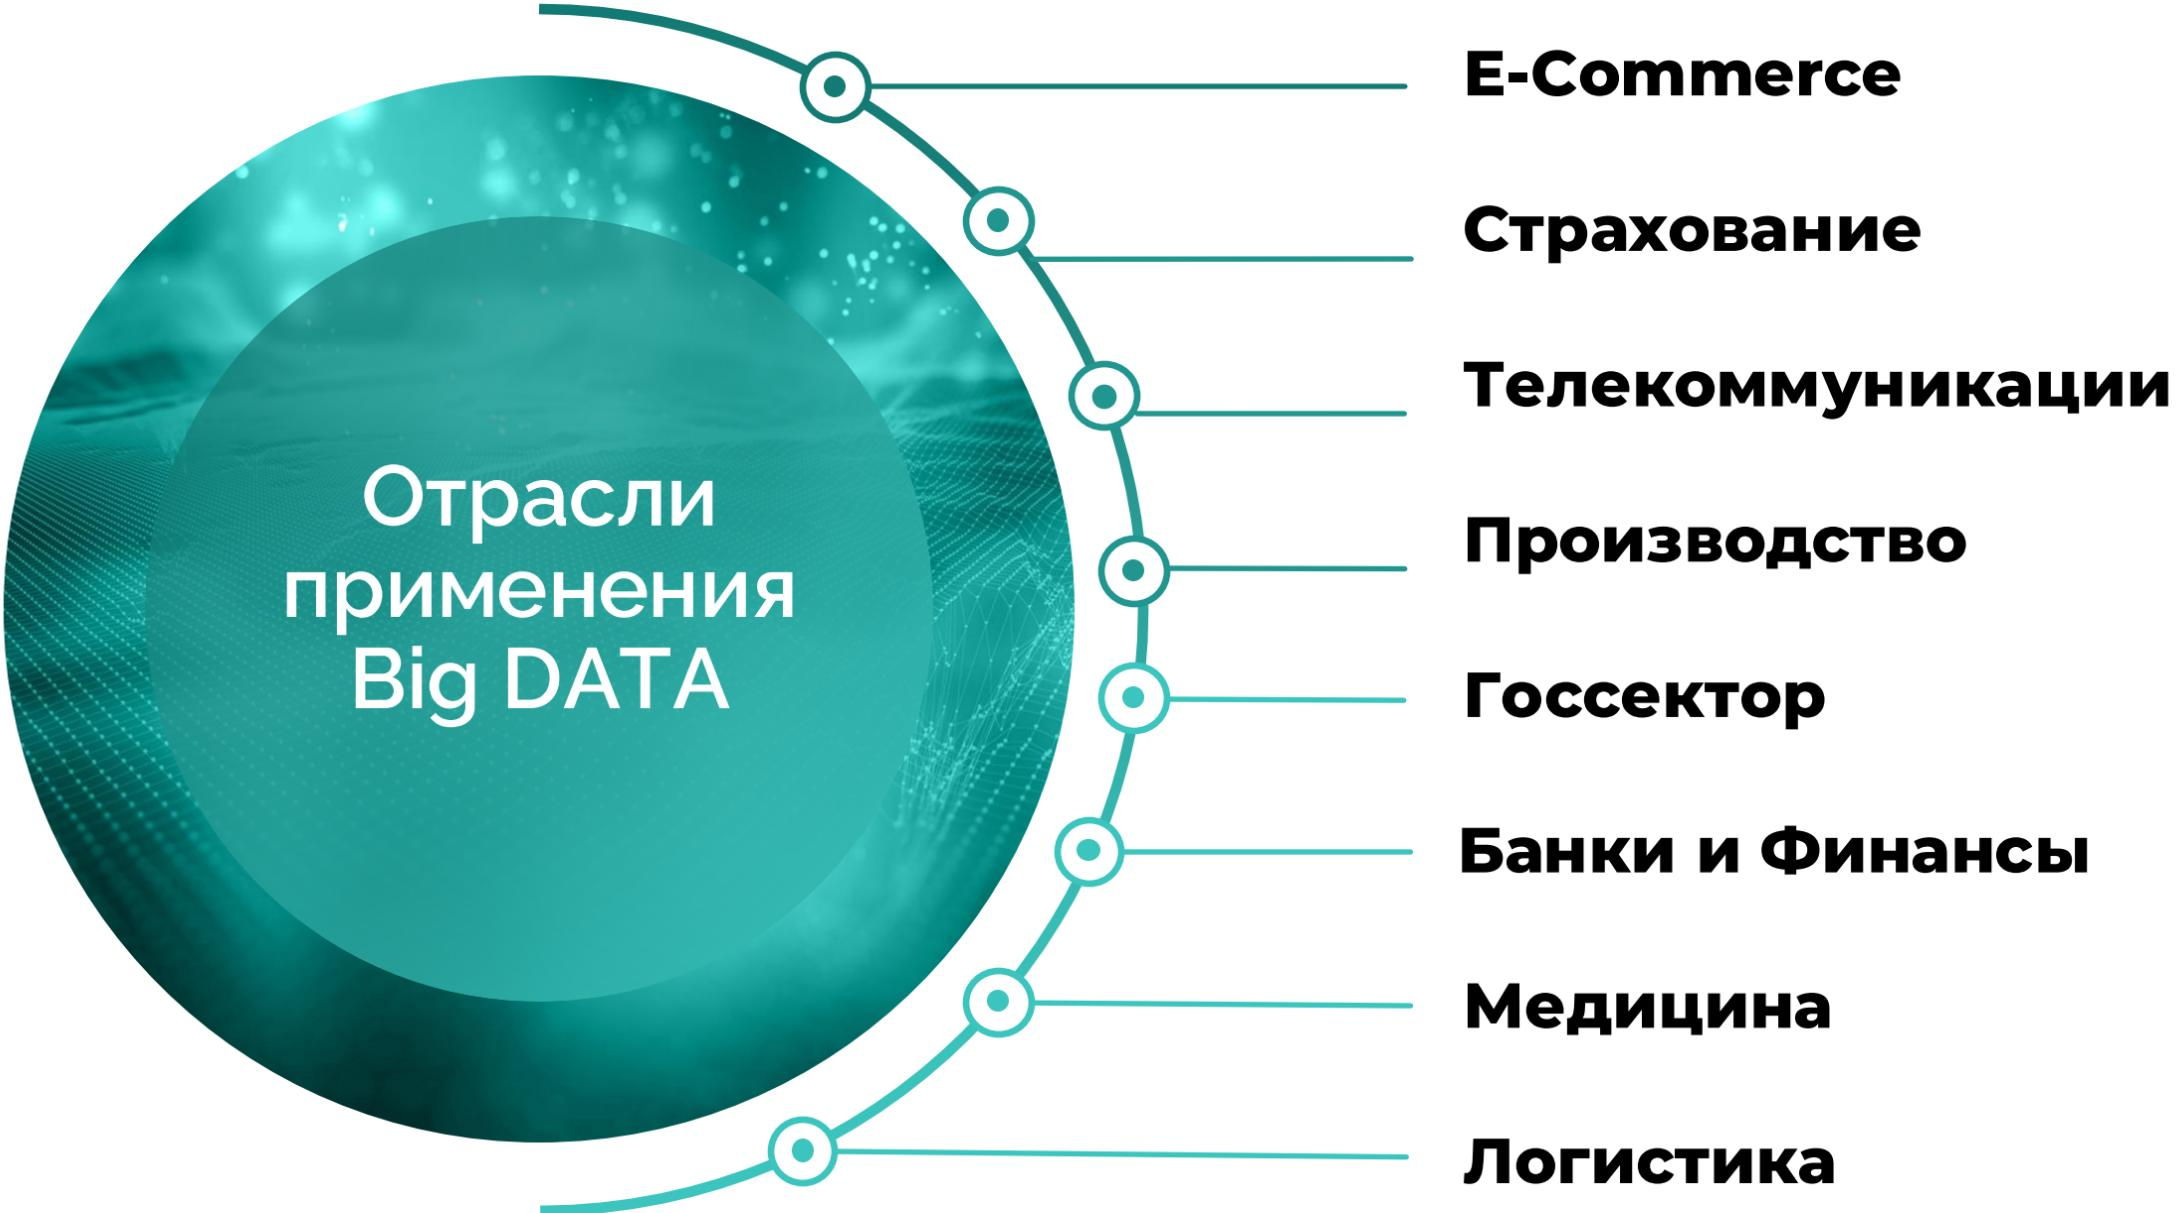 Отрасли
применения
Big DATA
E-Commerce
Страхование
Телекоммуникации
Производство
Госсектор
Банки и Финансы
Медицина
Логистика